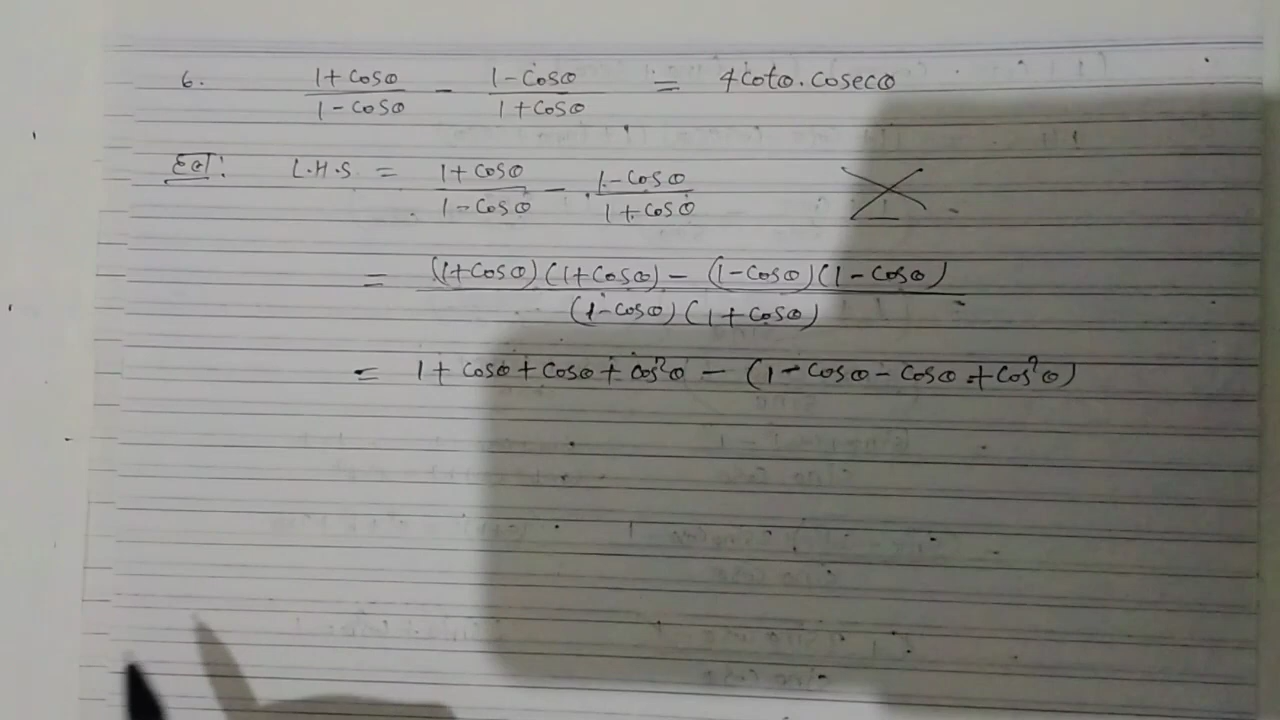 6. (1+cosθ)/(1-cosθ) - (1-cosθ)/(1+cosθ) = 4cotθ.cosecθ
L.H.S = (1+cosθ)/(1-cosθ) - (1-cosθ)/(1+cosθ)
= ((1+cosθ)(1+cosθ) - (1-cosθ)(1-cosθ))/((1-cosθ)(1+cosθ))
= 1+cosθ+cosθ+cos²θ - (1-cosθ-cosθ+cos²θ)